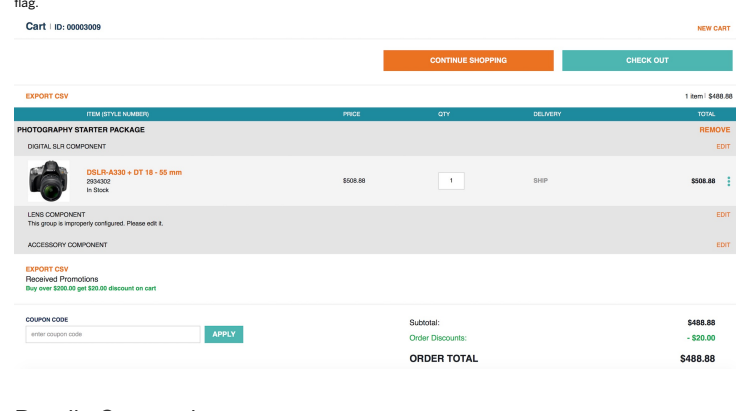 flag.
Cart | ID: 00003009
NEW CART
CONTINUE SHOPPING
CHECK OUT
EXPORT CSV
1 item | $488.88
ITEM (STYLE NUMBER) PRICE QTY DELIVERY TOTAL
PHOTOGRAPHY STARTER PACKAGE REMOVE
DIGITAL SLR COMPONENT EDIT
DSLR-A330 + DT 18 - 55 mm
2934302
In Stock
$508.88 1 SHIP $508.88
LENS COMPONENT EDIT
This group is improperly configured. Please edit it.
ACCESSORY COMPONENT EDIT
EXPORT CSV
Received Promotions
Buy over $200.00 get $20.00 discount on cart
COUPON CODE
enter coupon code APPLY
Subtotal: $488.88
Order Discounts: - $20.00
ORDER TOTAL $488.88